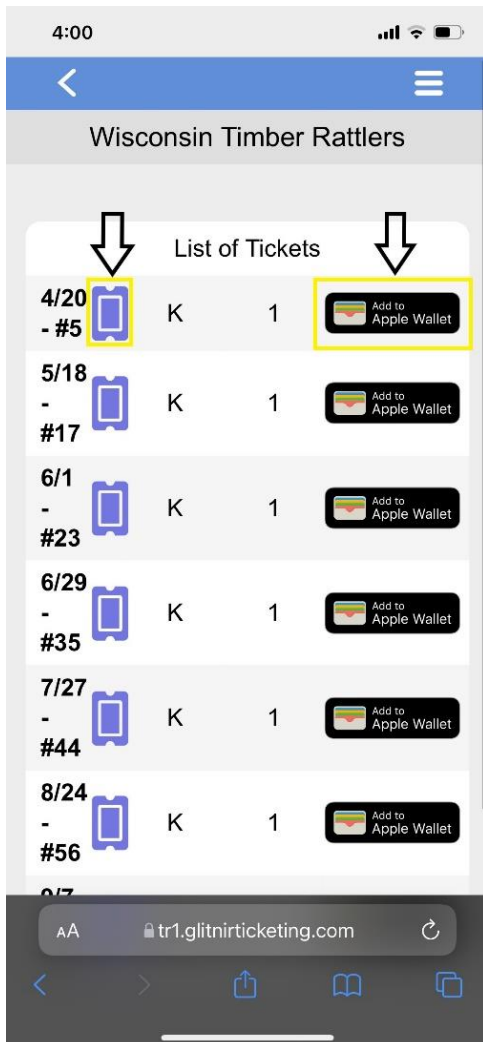 4:00
Wisconsin Timber Rattlers
List of Tickets
4/20
- #5
K
1
Add to
Apple Wallet
5/18
-
#17
K
1
Add to
Apple Wallet
6/1
-
#23
K
1
Add to
Apple Wallet
6/29
-
#35
K
1
Add to
Apple Wallet
7/27
-
#44
K
1
Add to
Apple Wallet
8/24
-
#56
K
1
Add to
Apple Wallet
AA tr1.glitnirticketing.com